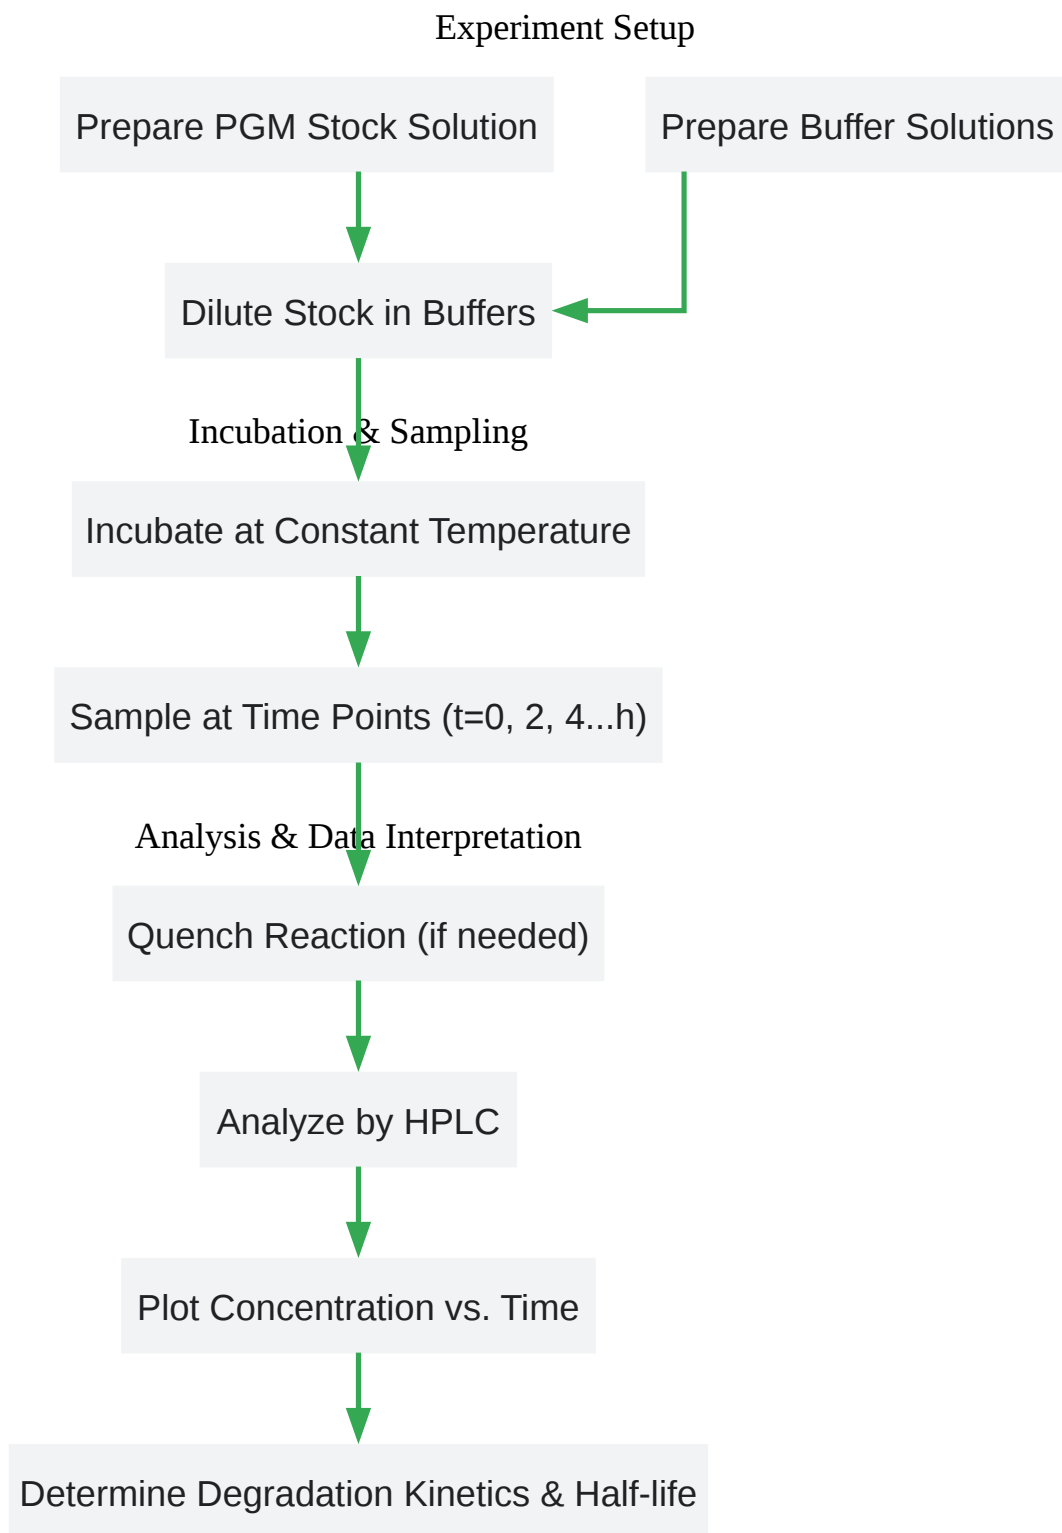 Experiment Setup
Prepare PGM Stock Solution
Prepare Buffer Solutions
Dilute Stock in Buffers
Incubation & Sampling
Incubate at Constant Temperature
Sample at Time Points (t=0, 2, 4...h)
Analysis & Data Interpretation
Quench Reaction (if needed)
Analyze by HPLC
Plot Concentration vs. Time
Determine Degradation Kinetics & Half-life